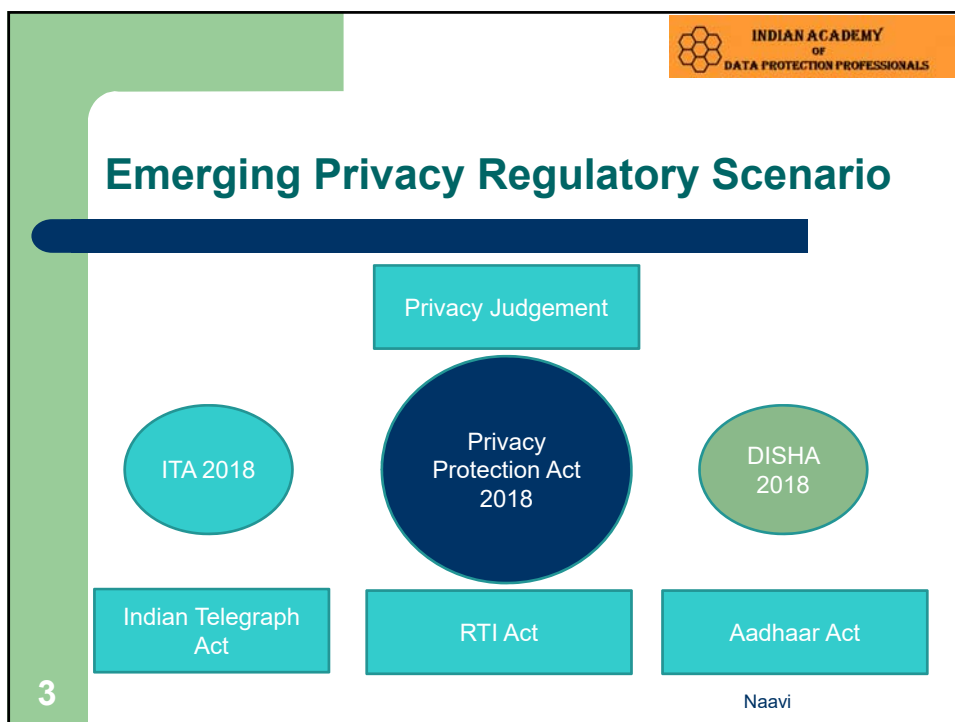 INDIAN ACADEMY
OF
DATA PROTECTION PROFESSIONALS
Emerging Privacy Regulatory Scenario
Privacy Judgement
ITA 2018
Privacy
Protection Act
2018
DISHA
2018
Indian Telegraph
Act
RTI Act
Aadhaar Act
3
Naavi